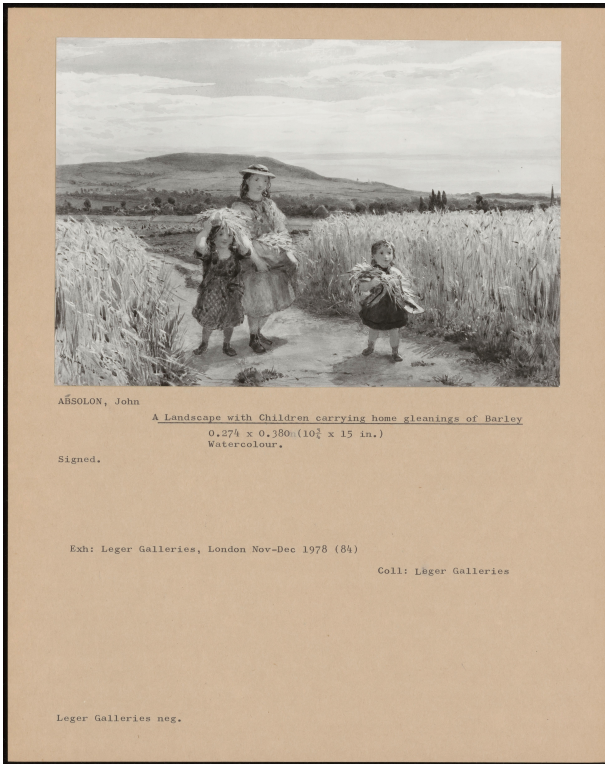 ABSOLON, John
A Landscape with Children carrying home gleanings of Barley
0.274 x 0.380m(10¾ x 15 in.)
Watercolour.
Signed.
Exh: Leger Galleries, London Nov-Dec 1978 (84)
Coll: Leger Galleries
Leger Galleries neg.